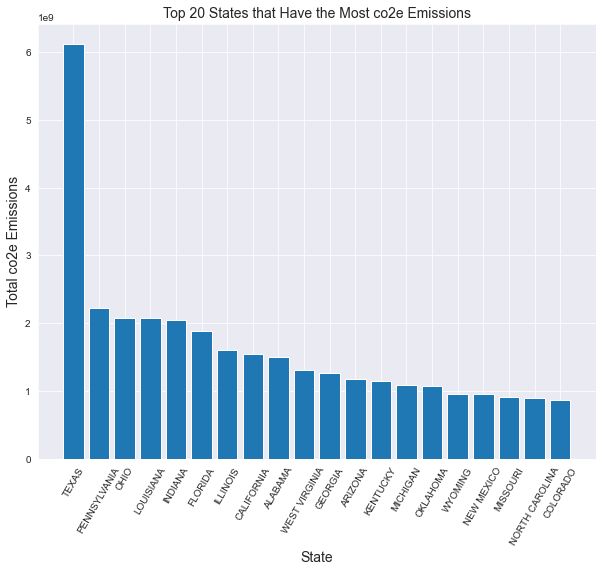 Top 20 States that Have the Most co2e Emissions
1e9
6
5
4
3
2
1
0
Total co2e Emissions
TEXAS
PENNSYLVANIA
OHIO
LOUISIANA
INDIANA
FLORIDA
ILLINOIS
CALIFORNIA
ALABAMA
WEST VIRGINIA
GEORGIA
ARIZONA
KENTUCKY
MICHIGAN
OKLAHOMA
WYOMING
NEW MEXICO
MISSOURI
NORTH CAROLINA
COLORADO
State